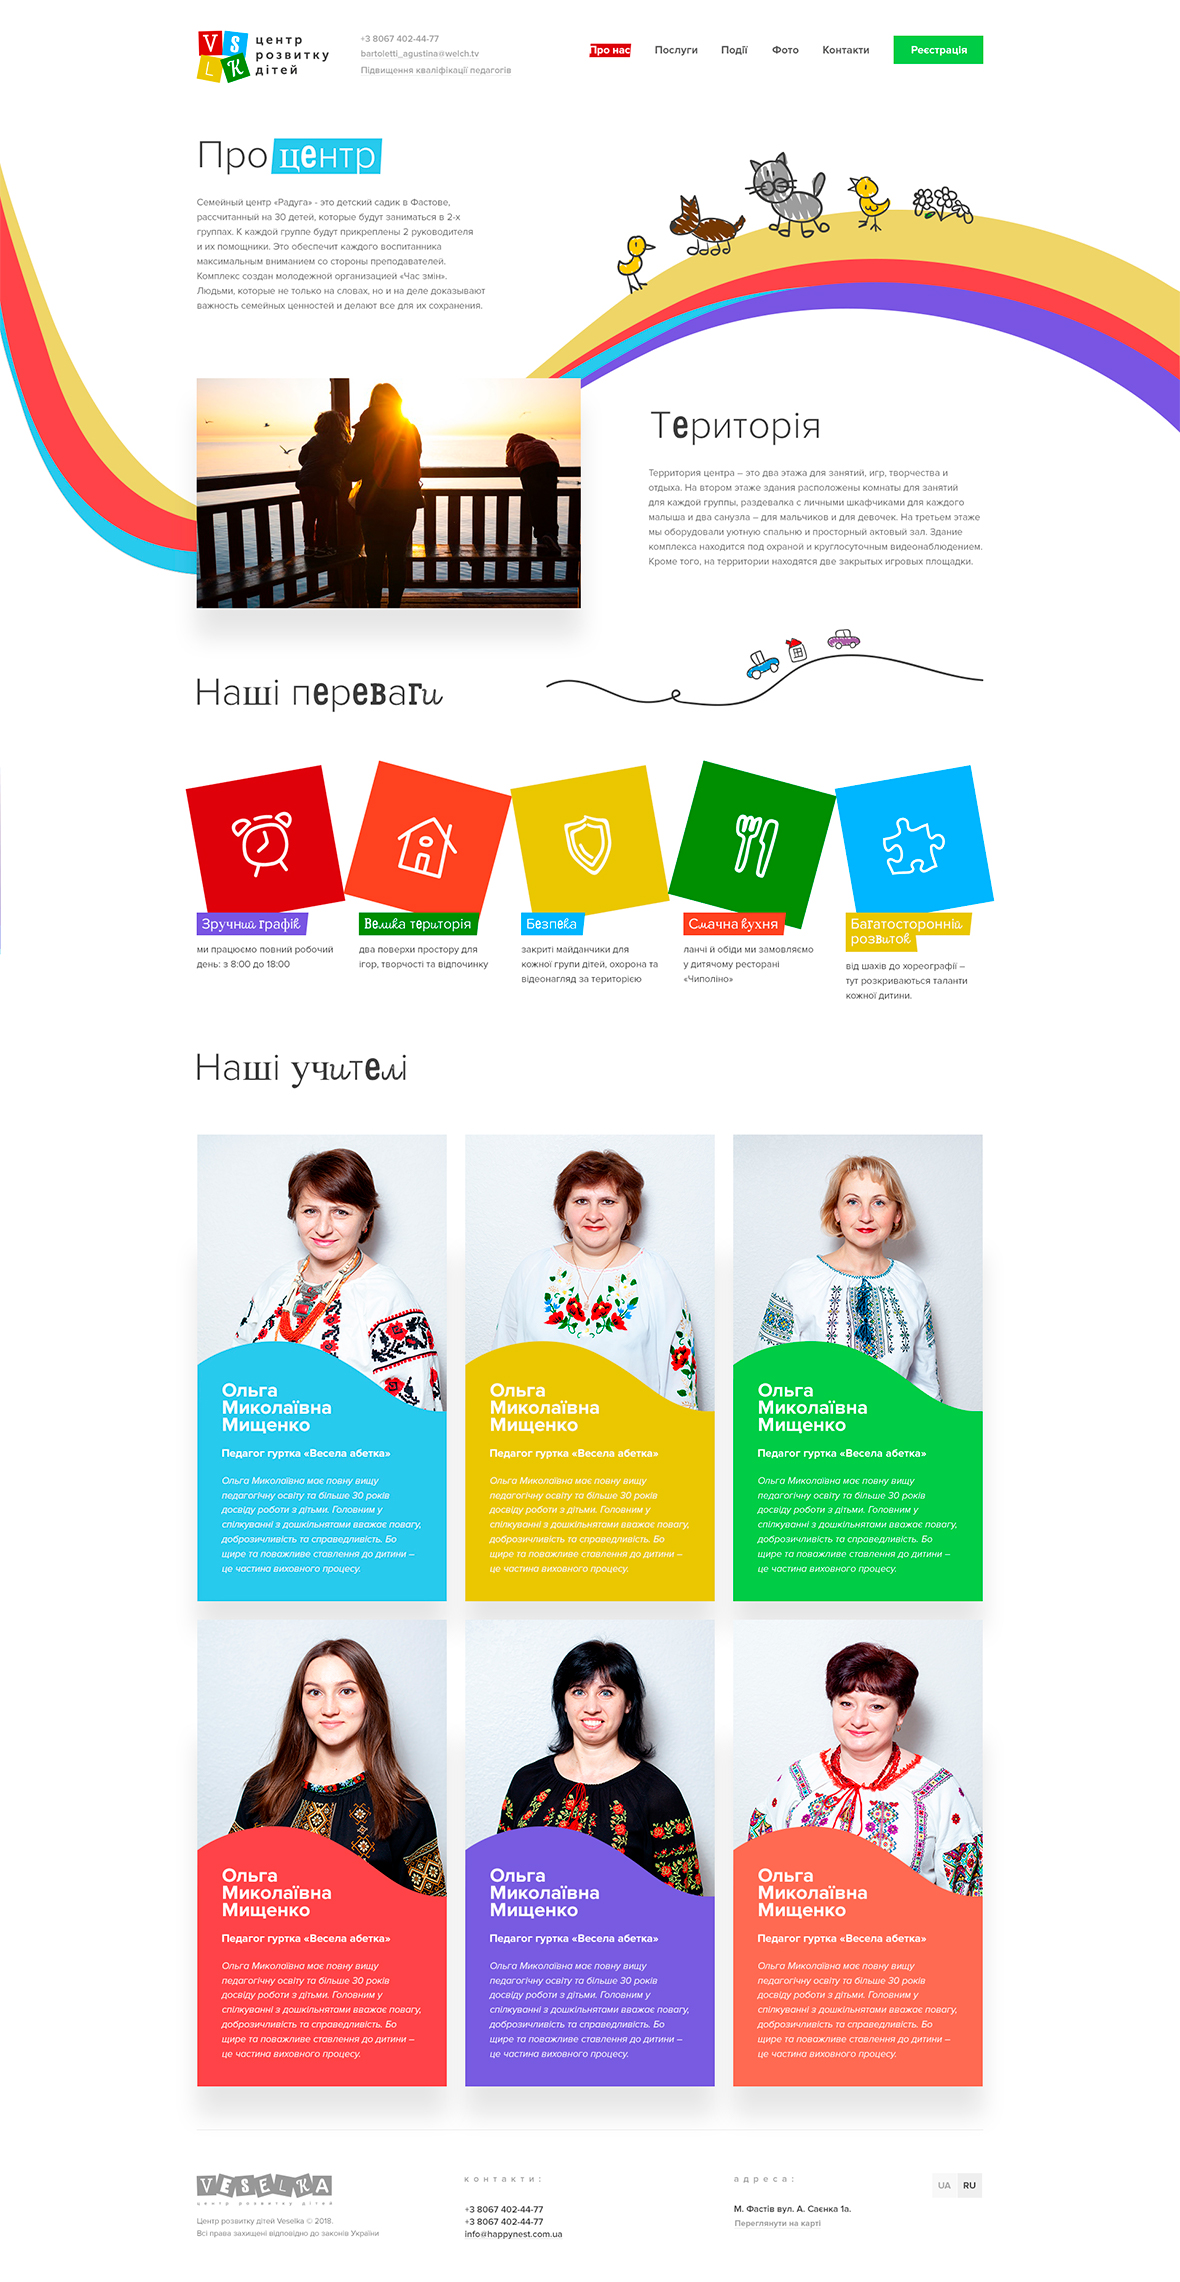 V S L K
центр
розвитку
дітей
+3 8067 402-44-77
bartoletti_agustina@welch.tv
Підвищення кваліфікації педагогів
Про нас Послуги Події Фото Контакти Реєстрація
Про центр
Семейный центр «Радуга» - это детский садик в Фастове,
рассчитанный на 30 детей, которые будут заниматься в 2-х
группах. К каждой группе будут прикреплены 2 руководителя
и их помощники. Это обеспечит каждого воспитанника
максимальным вниманием со стороны преподавателей.
Комплекс создан молодежной организацией «Час змін».
Людьми, которые не только на словах, но и на деле доказывают
важность семейных ценностей и делают все для их сохранения.
Територія
Территория центра – это два этажа для занятий, игр, творчества и
отдыха. На втором этаже здания расположены комнаты для занятий
для каждой группы, раздевалка с личными шкафчиками для каждого
малыша и два санузла – для мальчиков и для девочек. На третьем этаже
мы оборудовали уютную спальню и просторный актовый зал. Здание
комплекса находится под охраной и круглосуточным видеонаблюдением.
Кроме того, на территории находятся две закрытых игровых площадки.
Наші переваги
Зручний графік
ми працюємо повний робочий
день: з 8:00 до 18:00
Велика територія
два поверхи простору для
ігор, творчості та відпочинку
Безпека
закриті майданчики для
кожної групи дітей, охорона та
відеонагляд за територією
Смачна кухня
ланчі й обіди ми замовляємо
у дитячому ресторані
«Чиполіно»
Багатосторонній
розвиток
від шахів до хореографії –
тут розкриваються таланти
кожної дитини.
Наші учителі
Ольга
Миколаївна
Мищенко
Педагог гуртка «Весела абетка»
Ольга Миколаївна має повну вищу
педагогічну освіту та більше 30 років
досвіду роботи з дітьми. Головним у
спілкуванні з дошкільнятами вважає повагу,
доброзичливість та справедливість. Бо
щире та поважливе ставлення до дитини –
це частина виховного процесу.
Ольга
Миколаївна
Мищенко
Педагог гуртка «Весела абетка»
Ольга Миколаївна має повну вищу
педагогічну освіту та більше 30 років
досвіду роботи з дітьми. Головним у
спілкуванні з дошкільнятами вважає повагу,
доброзичливість та справедливість. Бо
щире та поважливе ставлення до дитини –
це частина виховного процесу.
Ольга
Миколаївна
Мищенко
Педагог гуртка «Весела абетка»
Ольга Миколаївна має повну вищу
педагогічну освіту та більше 30 років
досвіду роботи з дітьми. Головним у
спілкуванні з дошкільнятами вважає повагу,
доброзичливість та справедливість. Бо
щире та поважливе ставлення до дитини –
це частина виховного процесу.
Ольга
Миколаївна
Мищенко
Педагог гуртка «Весела абетка»
Ольга Миколаївна має повну вищу
педагогічну освіту та більше 30 років
досвіду роботи з дітьми. Головним у
спілкуванні з дошкільнятами вважає повагу,
доброзичливість та справедливість. Бо
щире та поважливе ставлення до дитини –
це частина виховного процесу.
Ольга
Миколаївна
Мищенко
Педагог гуртка «Весела абетка»
Ольга Миколаївна має повну вищу
педагогічну освіту та більше 30 років
досвіду роботи з дітьми. Головним у
спілкуванні з дошкільнятами вважає повагу,
доброзичливість та справедливість. Бо
щире та поважливе ставлення до дитини –
це частина виховного процесу.
Ольга
Миколаївна
Мищенко
Педагог гуртка «Весела абетка»
Ольга Миколаївна має повну вищу
педагогічну освіту та більше 30 років
досвіду роботи з дітьми. Головним у
спілкуванні з дошкільнятами вважає повагу,
доброзичливість та справедливість. Бо
щире та поважливе ставлення до дитини –
це частина виховного процесу.
VESELKA
центр розвитку дітей
Центр розвитку дітей Veselka © 2018.
Всі права захищені відповідно до законів України
контакти:
+3 8067 402-44-77
+3 8067 402-44-77
info@happynest.com.ua
адреса:
М. Фастів вул. А. Саєнка 1а.
Переглянути на карті
UA RU